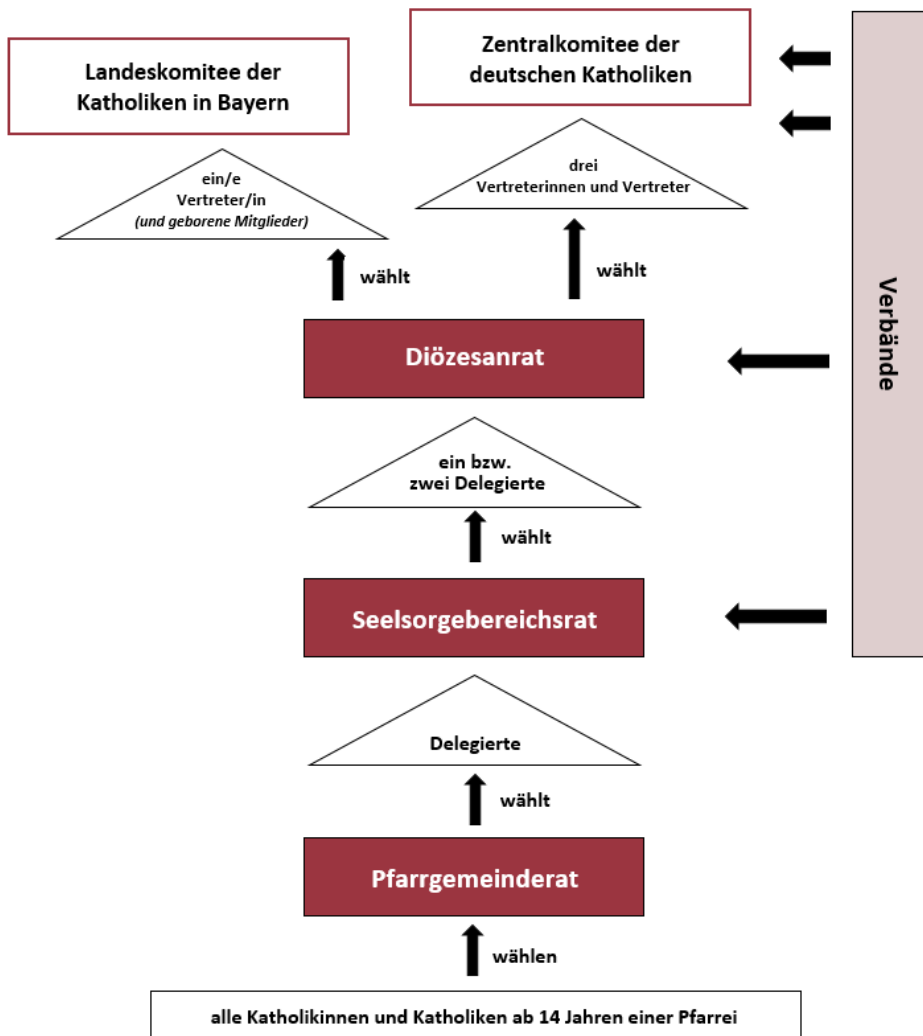 Landeskomitee der
Katholiken in Bayern
Zentralkomitee der
deutschen Katholiken
ein/e
Vertreter/in
(und geborene Mitglieder)
drei
Vertreterinnen und Vertreter
wählt
wählt
Verbände
Diözesanrat
ein bzw.
zwei Delegierte
wählt
Seelsorgebereichsrat
Delegierte
wählt
Pfarrgemeinderat
wählen
alle Katholikinnen und Katholiken ab 14 Jahren einer Pfarrei